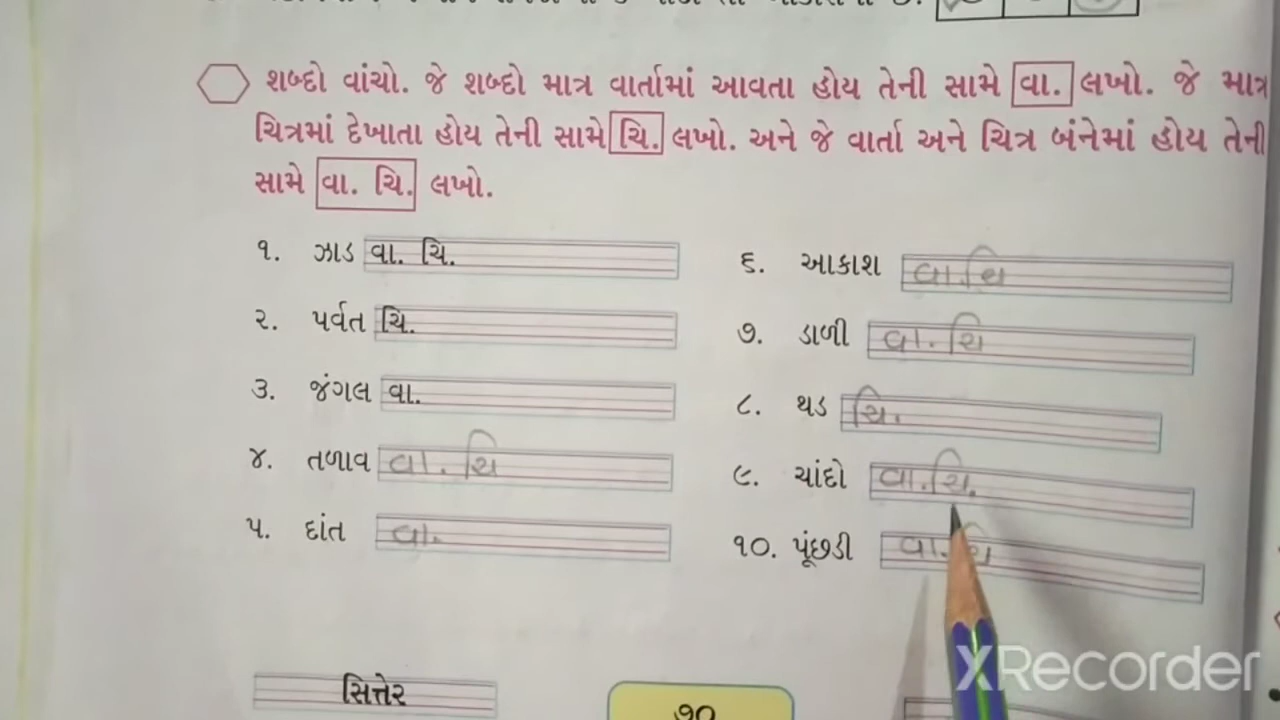 શબ્દો વાંચો. જે શબ્દો માત્ર વાર્તામાં આવતા હોય તેની સામે વા. લખો. જે માત્ર
ચિત્રમાં દેખાતા હોય તેની સામે ચિ. લખો. અને જે વાર્તા અને ચિત્ર બંનેમાં હોય તેની
સામે વા. ચિ. લખો.
૧. ઝાડ વા. ચિ.
૨. પર્વત ચિ.
૩. જંગલ વા.
૪. તળાવ વા. ચિ
૫. દાંત વા.
૬. આકાશ વા. ચિ
૭. ડાળી વા. ચિ
૮. થડ ચિ.
૯. ચાંદો વા. ચિ.
૧૦. પૂંછડી વા. ચિ
સિત્તેર
૭૦
XRecorder